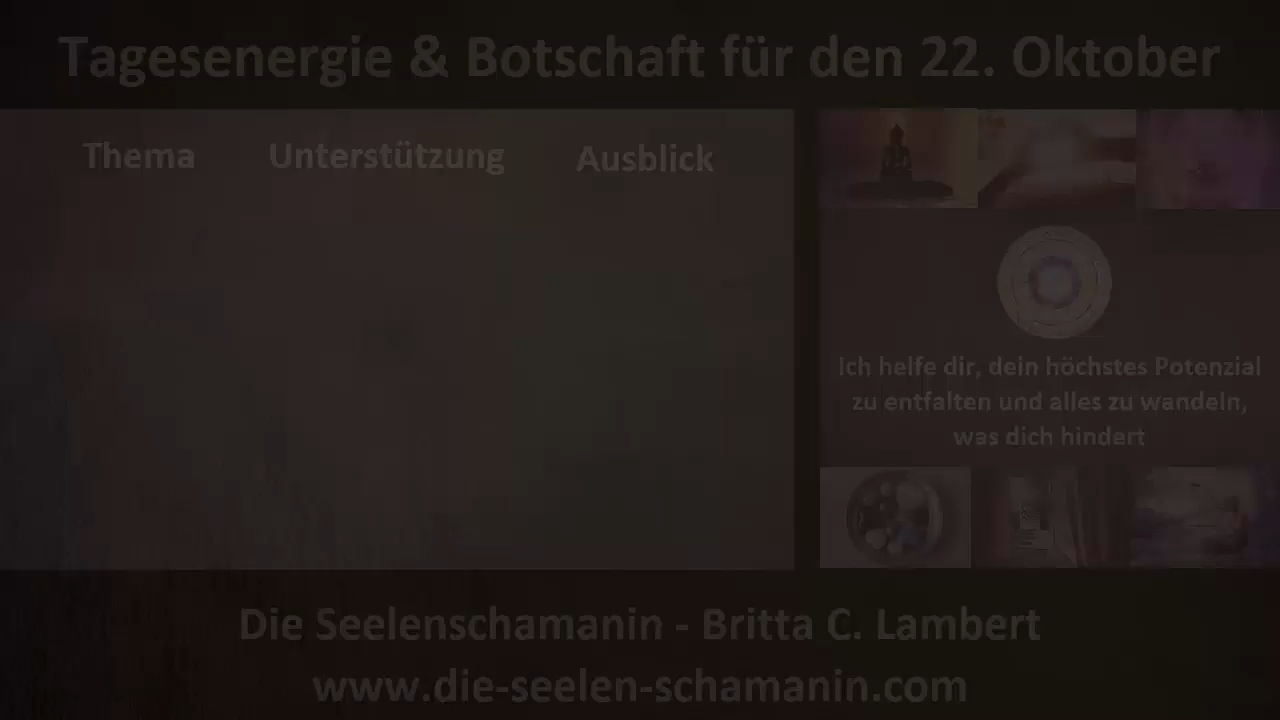 Tagesenergie & Botschaft für den 22. Oktober
Thema Unterstützung Ausblick
Ich helfe dir, dein höchstes Potenzial
zu entfalten und alles zu wandeln,
was dich hindert
Die Seelenschamanin - Britta C. Lambert
www.die-seelen-schamanin.com